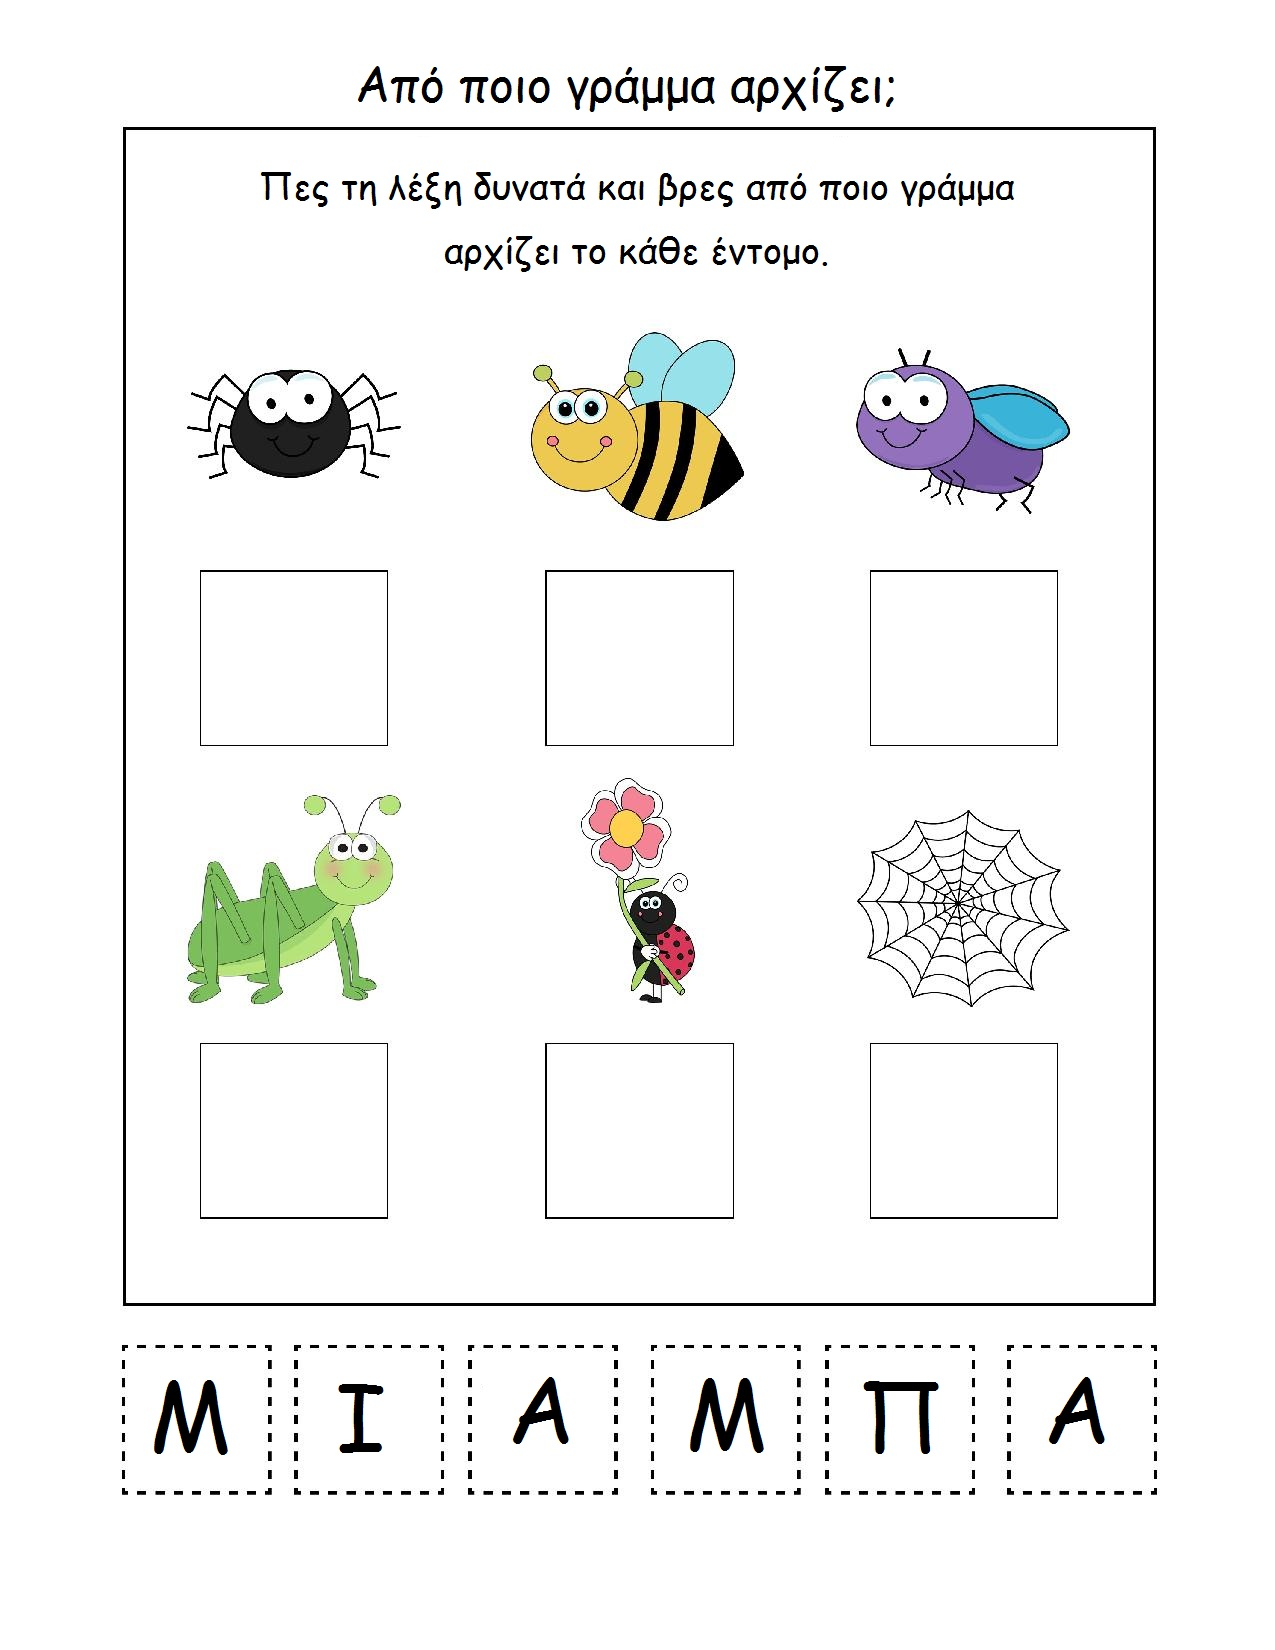 Από ποιο γράμμα αρχίζει;
Πες τη λέξη δυνατά και βρες από ποιο γράμμα
αρχίζει το κάθε έντομο.
Μ Ι Α Μ Π Α